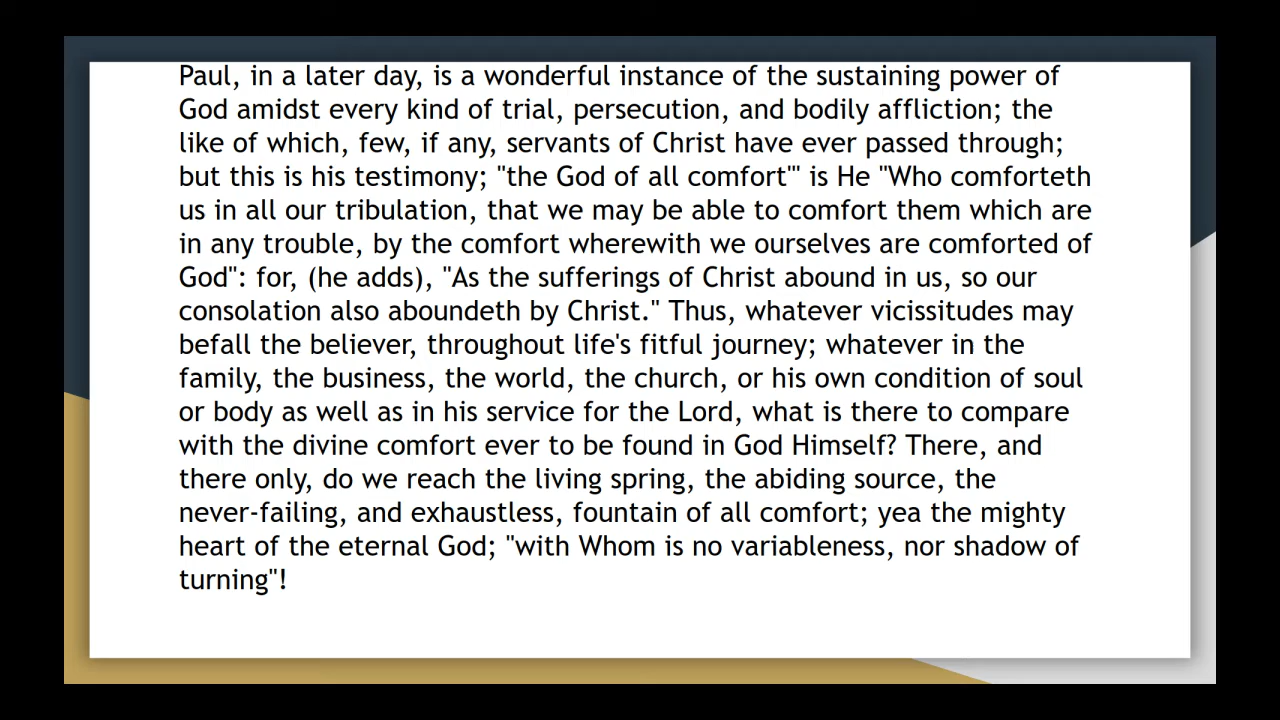 Paul, in a later day, is a wonderful instance of the sustaining power of
God amidst every kind of trial, persecution, and bodily affliction; the
like of which, few, if any, servants of Christ have ever passed through;
but this is his testimony; "the God of all comfort'" is He "Who comforteth
us in all our tribulation, that we may be able to comfort them which are
in any trouble, by the comfort wherewith we ourselves are comforted of
God": for, (he adds), "As the sufferings of Christ abound in us, so our
consolation also aboundeth by Christ." Thus, whatever vicissitudes may
befall the believer, throughout life's fitful journey; whatever in the
family, the business, the world, the church, or his own condition of soul
or body as well as in his service for the Lord, what is there to compare
with the divine comfort ever to be found in God Himself? There, and
there only, do we reach the living spring, the abiding source, the
never-failing, and exhaustless, fountain of all comfort; yea the mighty
heart of the eternal God; "with Whom is no variableness, nor shadow of
turning"!